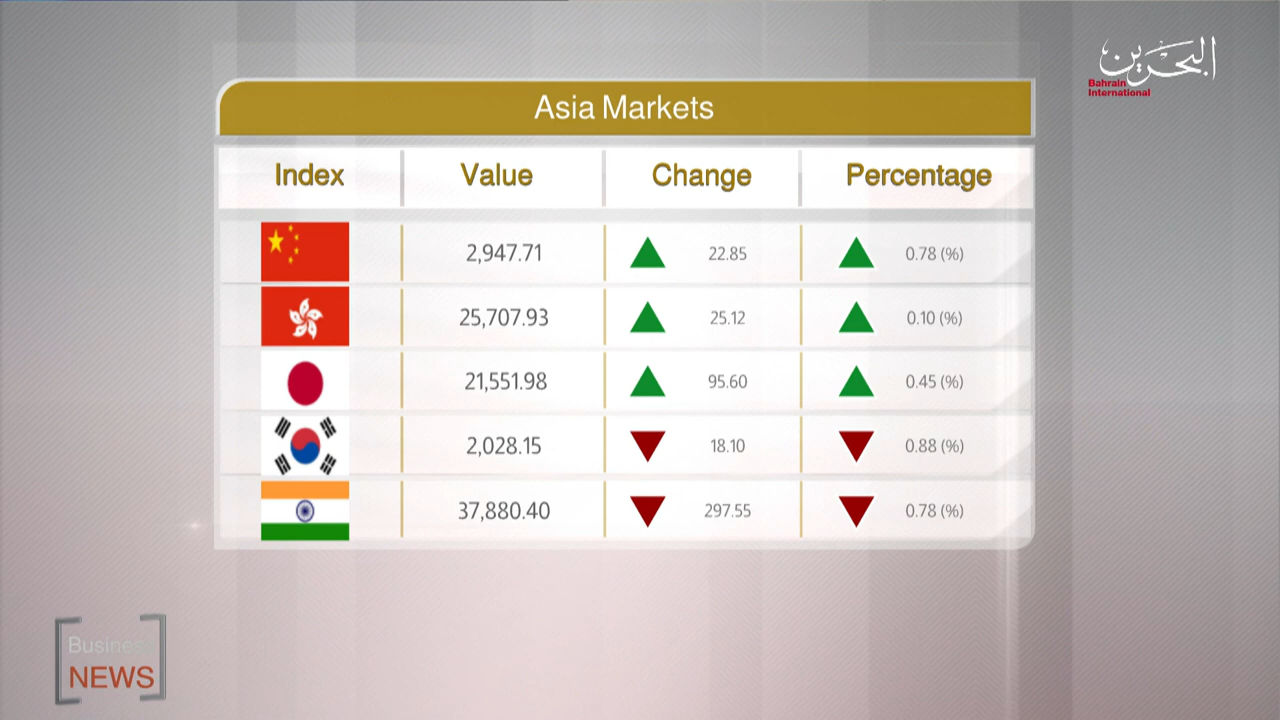 البحرين
Bahrain
International
Asia Markets
Index Value Change Percentage
2,947.71 22.85 0.78 (%)
25,707.93 25.12 0.10 (%)
21,551.98 95.60 0.45 (%)
2,028.15 18.10 0.88 (%)
37,880.40 297.55 0.78 (%)
Busines
NEWS